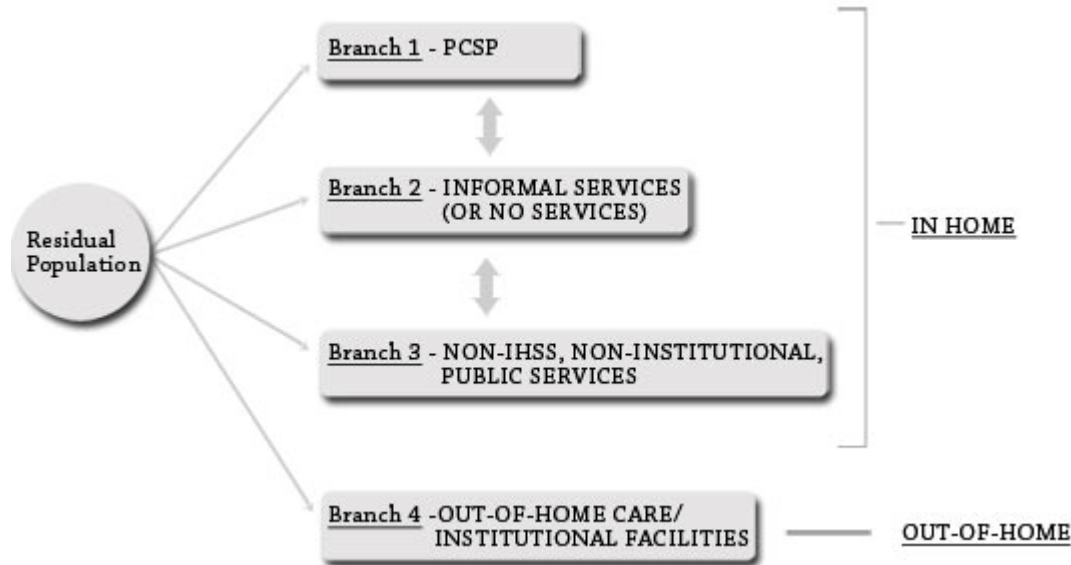 Branch 1 - PCSP
Branch 2 - INFORMAL SERVICES
(OR NO SERVICES)
Residual
Population
IN HOME
Branch 3 - NON-IHSS, NON-INSTITUTIONAL,
PUBLIC SERVICES
Branch 4 -OUT-OF-HOME CARE/
INSTITUTIONAL FACILITIES
OUT-OF-HOME